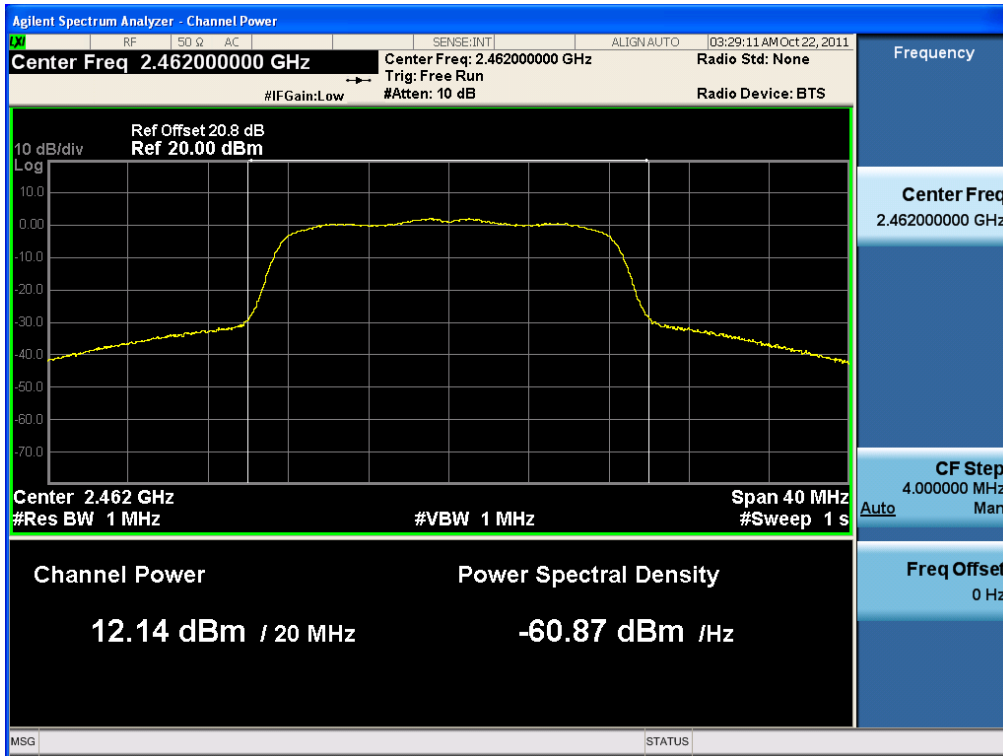 Agilent Spectrum Analyzer - Channel Power
LXI RF 50 Ω AC SENSE:INT ALIGN AUTO 03:29:11 AM Oct 22, 2011
Center Freq 2.462000000 GHz
Center Freq: 2.462000000 GHz
Radio Std: None
Trig: Free Run
#IFGain:Low
#Atten: 10 dB
Radio Device: BTS
Ref Offset 20.8 dB
10 dB/div
Ref 20.00 dBm
Log
10.0
0.00
-10.0
-20.0
-30.0
-40.0
-50.0
-60.0
-70.0
Center 2.462 GHz
Span 40 MHz
#Res BW 1 MHz
#VBW 1 MHz
#Sweep 1 s
Channel Power
Power Spectral Density
12.14 dBm / 20 MHz
-60.87 dBm /Hz
MSG
STATUS
Frequency
Center Freq
2.462000000 GHz
CF Step
4.000000 MHz
Auto Man
Freq Offset
0 Hz